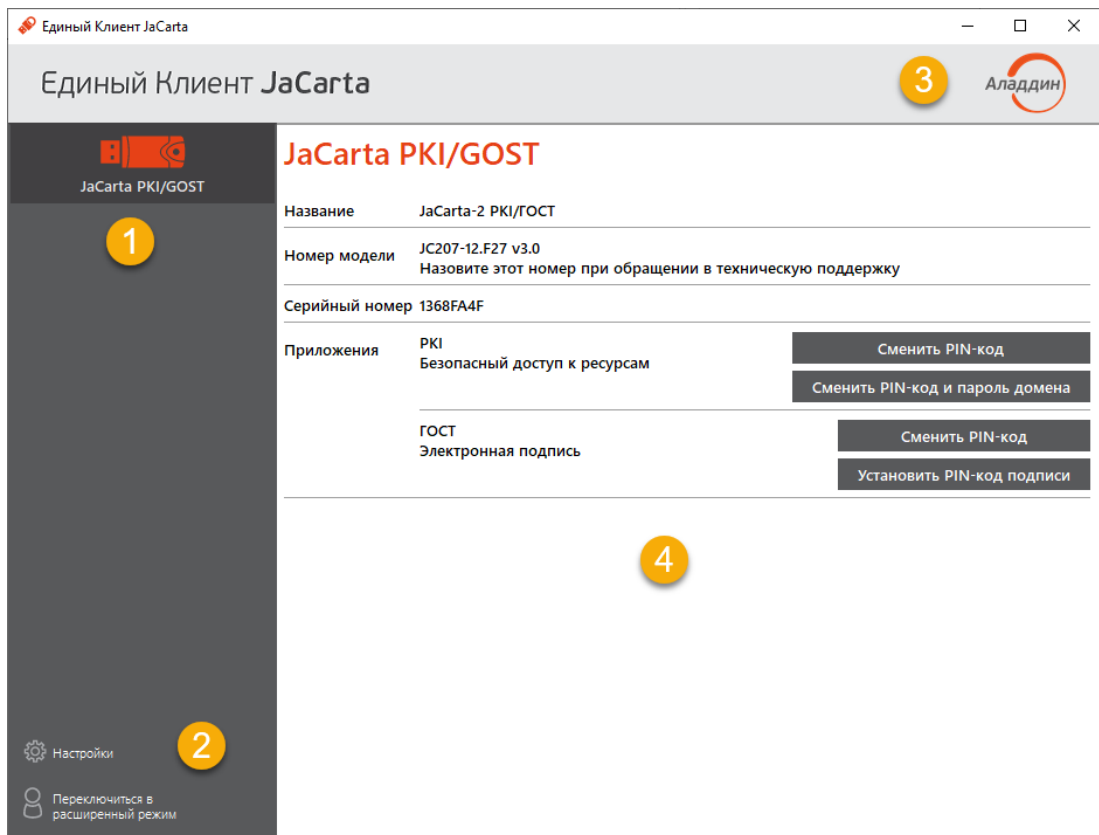 Единый Клиент JaCarta
Единый Клиент JaCarta
3
Аладдин
JaCarta PKI/GOST
1
JaCarta PKI/GOST
Название JaCarta-2 PKI/ГОСТ
Номер модели JC207-12.F27 v3.0
Назовите этот номер при обращении в техническую поддержку
Серийный номер 1368FA4F
Приложения PKI
Безопасный доступ к ресурсам
Сменить PIN-код
Сменить PIN-код и пароль домена
ГОСТ
Электронная подпись
Сменить PIN-код
Установить PIN-код подписи
4
Настройки
2
Переключиться в
расширенный режим